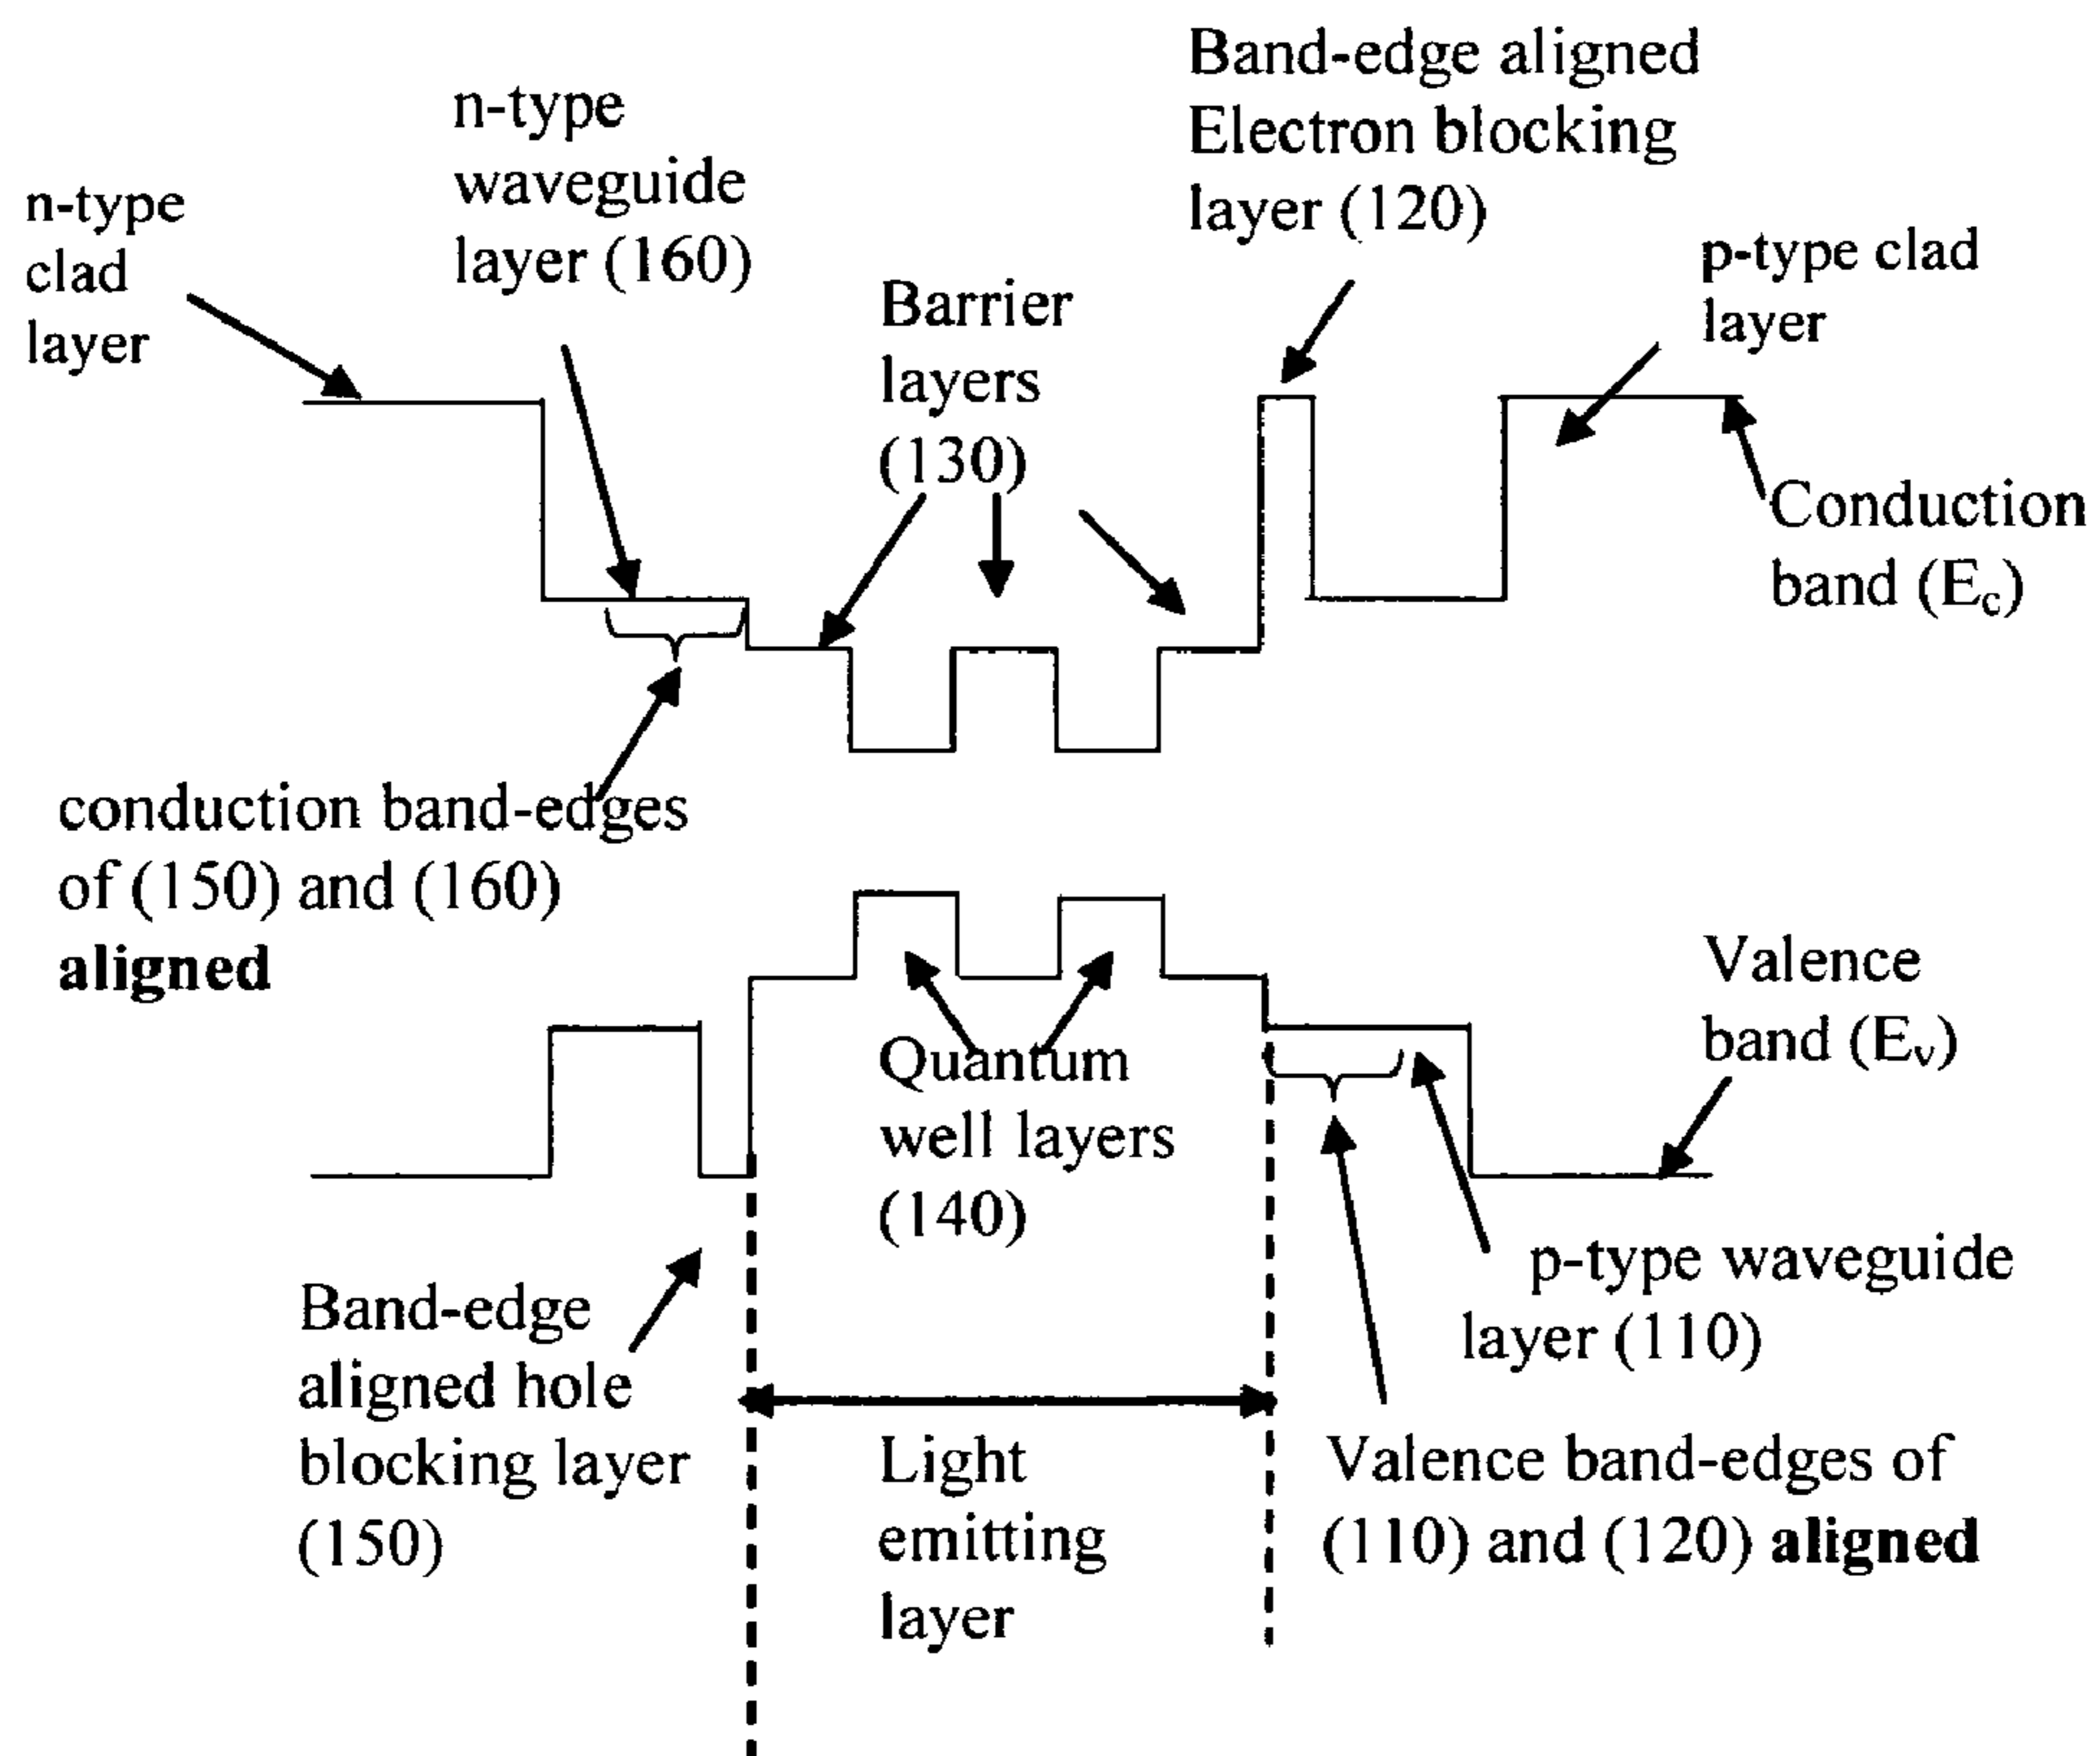 n-type
clad
layer
n-type
waveguide
layer (160)
Barrier
layers
(130)
Band-edge aligned
Electron blocking
layer (120)
p-type clad
layer
Conduction
band (Ec)
conduction band-edges
of (150) and (160)
aligned
Quantum
well layers
(140)
Valence
band (Ev)
Band-edge
aligned hole
blocking layer
(150)
Light
emitting
layer
p-type waveguide
layer (110)
Valence band-edges of
(110) and (120) aligned